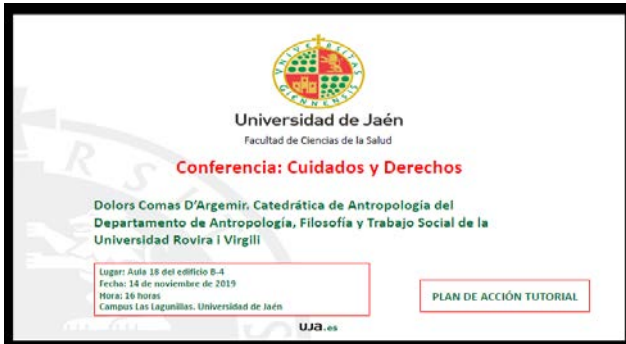 UNIVERSITAS GIENNENSIS
Universidad de Jaén
Facultad de Ciencias de la Salud
Conferencia: Cuidados y Derechos
Dolors Comas D'Argemir. Catedrática de Antropología del
Departamento de Antropología, Filosofía y Trabajo Social de la
Universidad Rovira i Virgili
Lugar: Aula 18 del edificio B-4
Fecha: 14 de noviembre de 2019
Hora: 16 horas
Campus Las Lagunillas. Universidad de Jaén
PLAN DE ACCIÓN TUTORIAL
uja.es